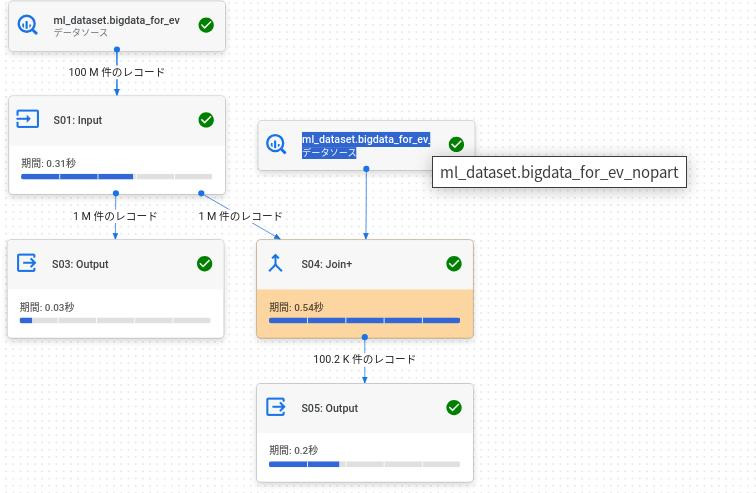 ml_dataset.bigdata_for_ev
データソース
100 M 件のレコード
S01: Input
期間: 0.31秒
ml_dataset.bigdata_for_ev_
データソース
ml_dataset.bigdata_for_ev_nopart
1 M 件のレコード
1 M 件のレコード
S03: Output
期間: 0.03秒
S04: Join+
期間: 0.54秒
100.2 K 件のレコード
S05: Output
期間: 0.2秒